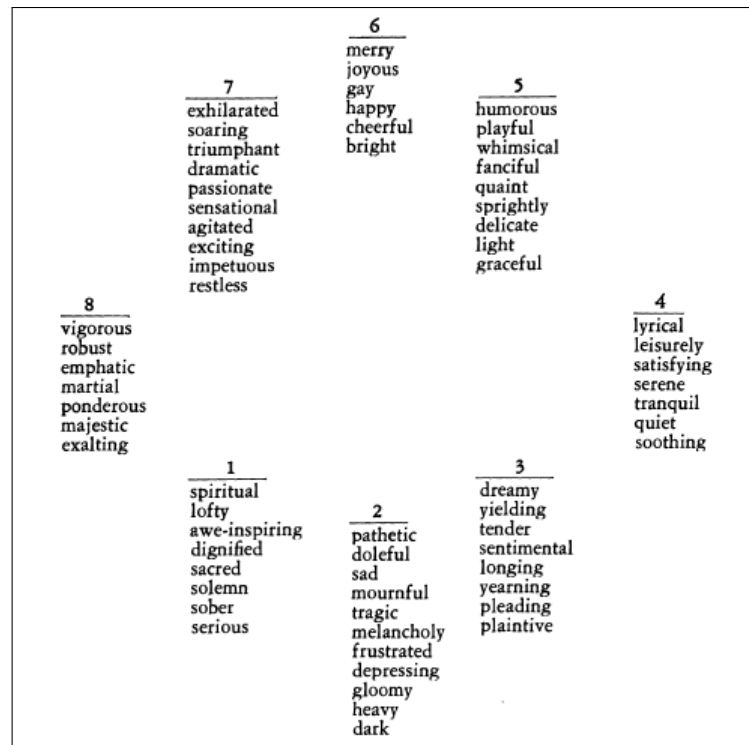 6
merry
joyous
gay
happy
cheerful
bright
7
exhilarated
soaring
triumphant
dramatic
passionate
sensational
agitated
exciting
impetuous
restless
5
humorous
playful
whimsical
fanciful
quaint
sprightly
delicate
light
graceful
8
vigorous
robust
emphatic
martial
ponderous
majestic
exalting
4
lyrical
leisurely
satisfying
serene
tranquil
quiet
soothing
1
spiritual
lofty
awe-inspiring
dignified
sacred
solemn
sober
serious
2
pathetic
doleful
sad
mournful
tragic
melancholy
frustrated
depressing
gloomy
heavy
dark
3
dreamy
yielding
tender
sentimental
longing
yearning
pleading
plaintive